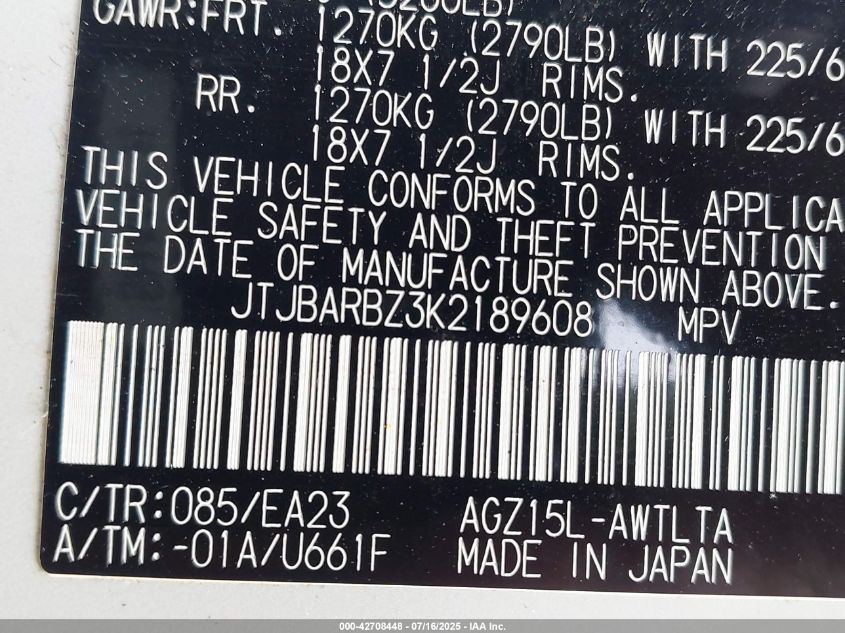 GAWR:FRT. 1270KG (2790LB) WITH 225/6
18X7 1/2J RIMS.
RR. 1270KG (2790LB) WITH 225/6
18X7 1/2J RIMS.
THIS VEHICLE CONFORMS TO ALL APPLICA
VEHICLE SAFETY AND THEFT PREVENTION
THE DATE OF MANUFACTURE SHOWN ABOVE.
JTJBARBZ3K2189608 MPV
C/TR:085/EA23 AGZ15L-AWTLTA
A/TM:-01A/U661F MADE IN JAPAN
000-42708448 - 07/16/2025 - IAA Inc.